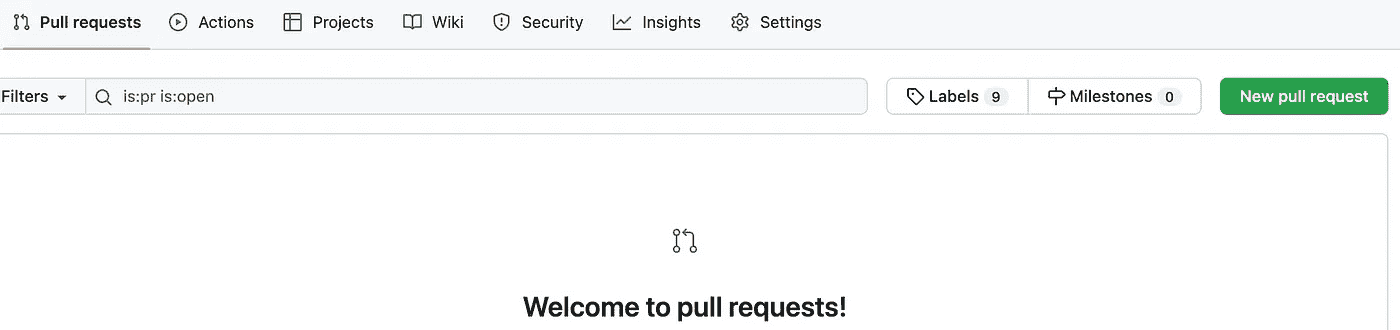 Pull requests Actions Projects Wiki Security Insights Settings
Filters is:pr is:open Labels 9 Milestones 0 New pull request
Welcome to pull requests!